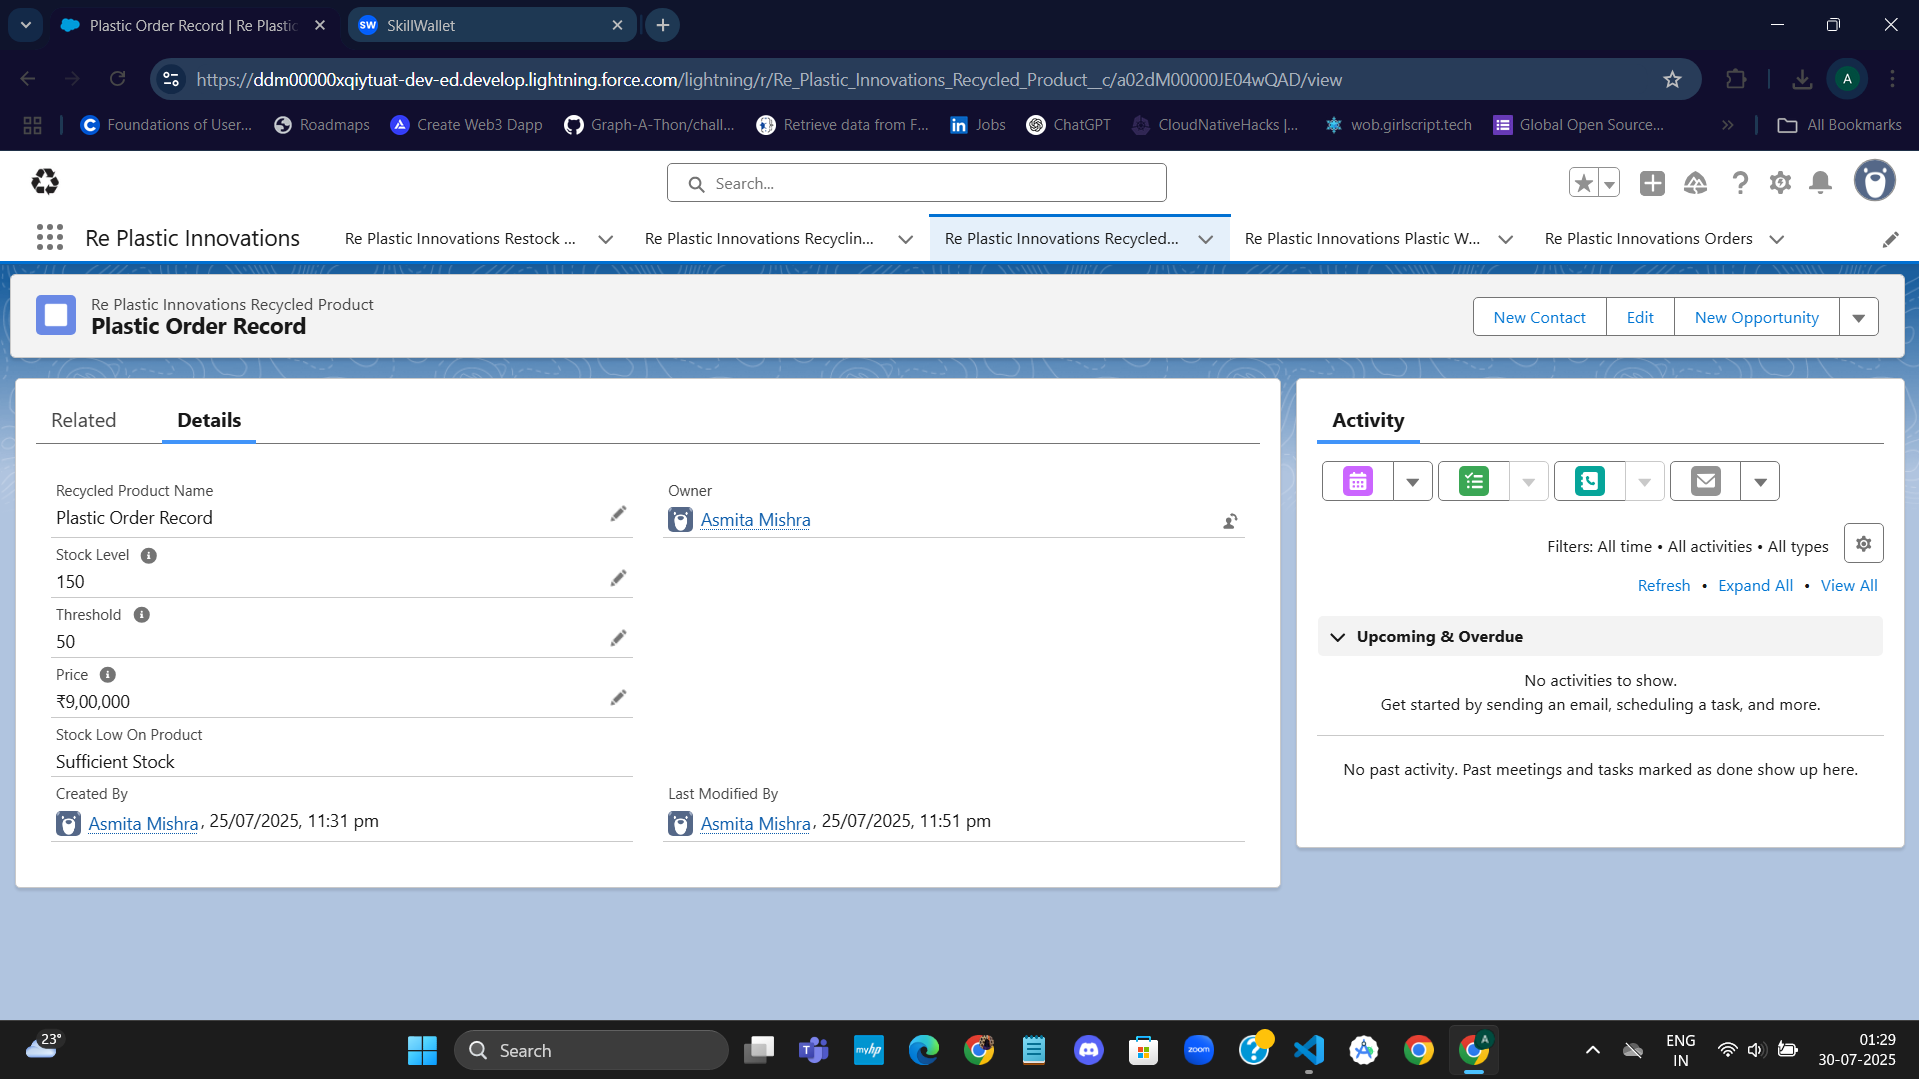 Plastic Order Record | Re Plastic
SkillWallet
https://ddm00000xqiytuat-dev-ed.develop.lightning.force.com/lightning/r/Re_Plastic_Innovations_Recycled_Product__c/a02dM00000JE04wQAD/view
A
Foundations of User...
Roadmaps
Create Web3 Dapp
Graph-A-Thon/chall...
Retrieve data from F...
Jobs
ChatGPT
CloudNativeHacks |...
wob.girlscript.tech
Global Open Source...
All Bookmarks
Search...
Re Plastic Innovations
Re Plastic Innovations Restock ...
Re Plastic Innovations Recyclin...
Re Plastic Innovations Recycled...
Re Plastic Innovations Plastic W...
Re Plastic Innovations Orders
Re Plastic Innovations Recycled Product
Plastic Order Record
New Contact
Edit
New Opportunity
Related
Details
Recycled Product Name
Plastic Order Record
Owner
Asmita Mishra
Stock Level
150
Threshold
50
Price
₹9,00,000
Stock Low On Product
Sufficient Stock
Created By
Asmita Mishra, 25/07/2025, 11:31 pm
Last Modified By
Asmita Mishra, 25/07/2025, 11:51 pm
Activity
Filters: All time • All activities • All types
Refresh • Expand All • View All
Upcoming & Overdue
No activities to show.
Get started by sending an email, scheduling a task, and more.
No past activity. Past meetings and tasks marked as done show up here.
23°
Search
myhp
zoom
A
ENG
IN
01:29
30-07-2025